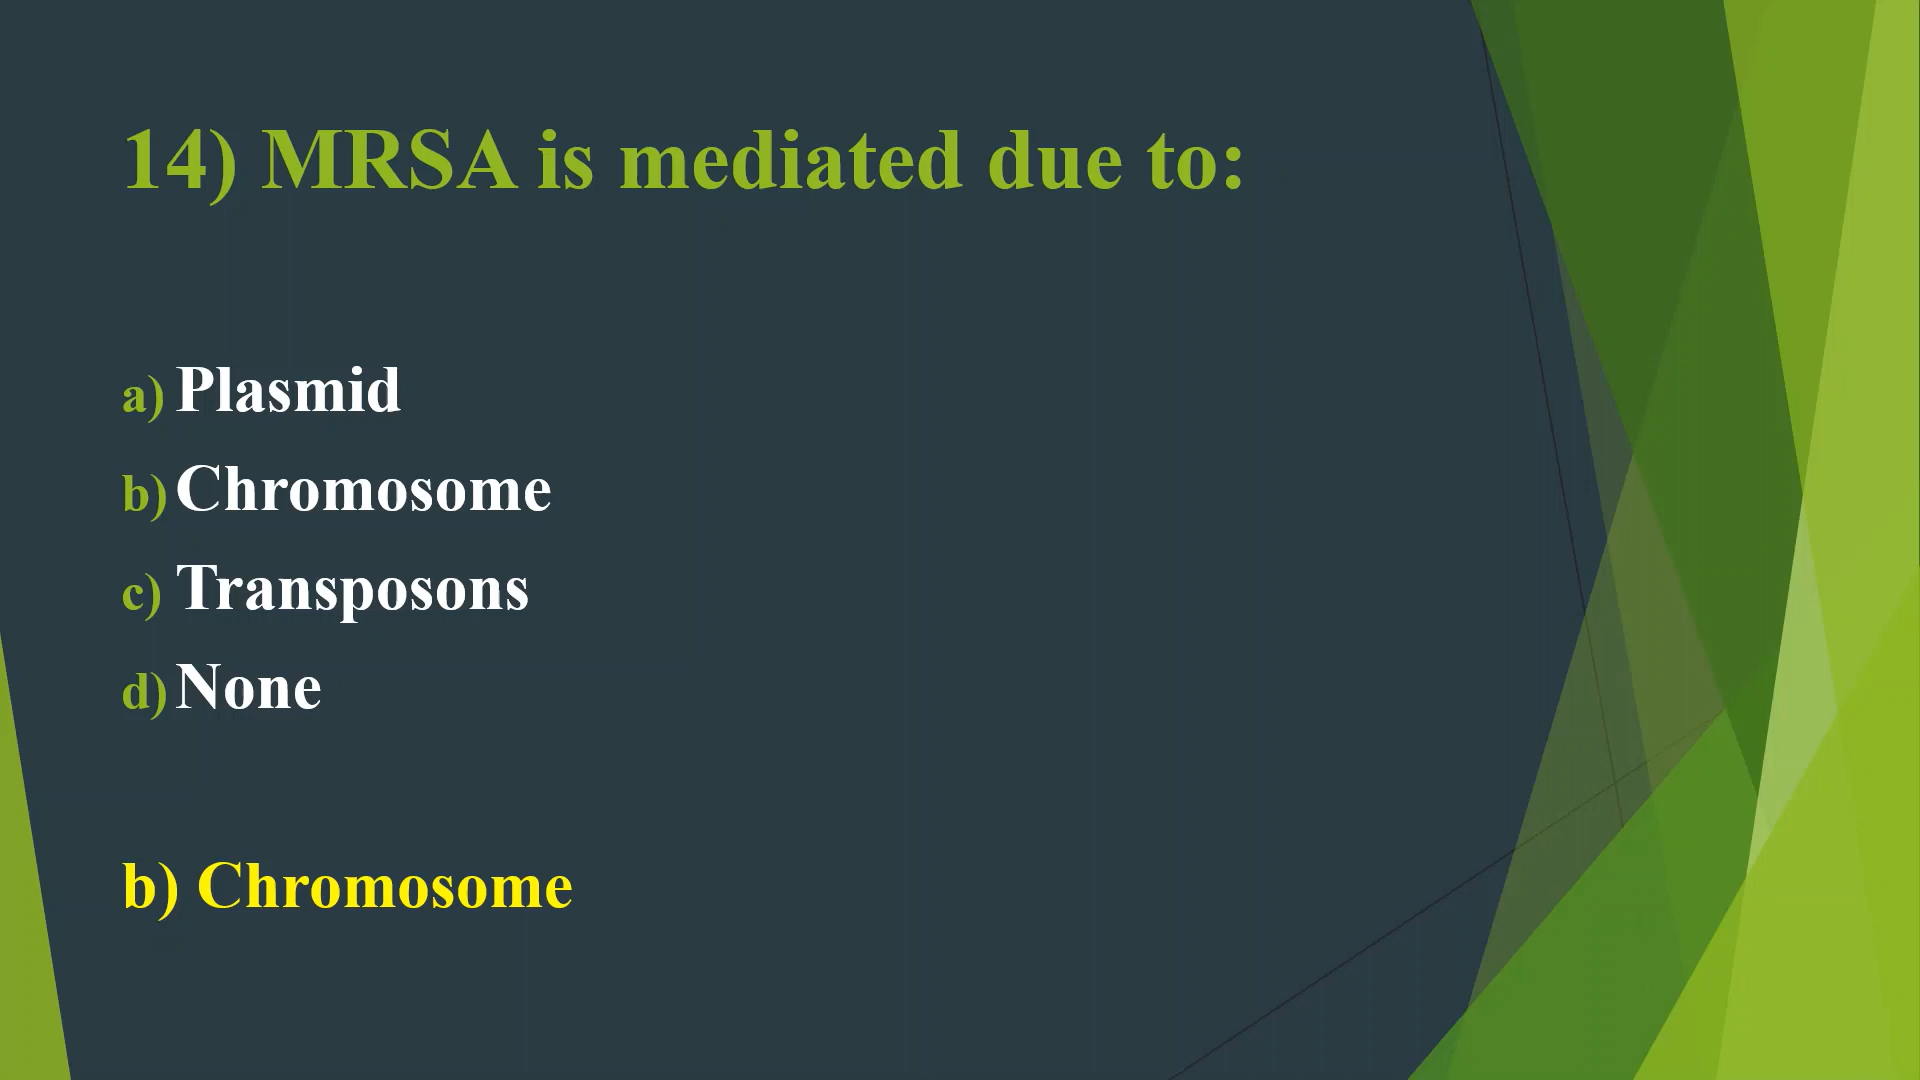 14) MRSA is mediated due to:
a) Plasmid
b) Chromosome
c) Transposons
d) None
b) Chromosome